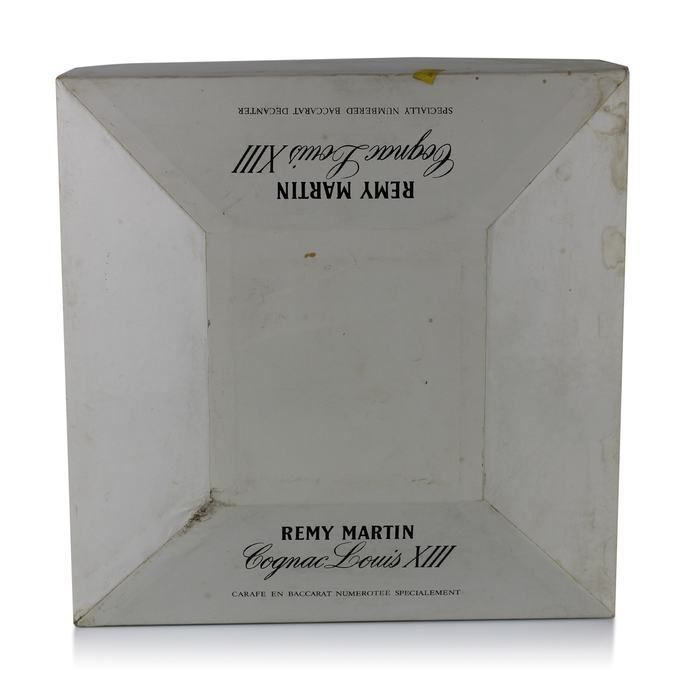 SPECIALLY NUMBERED BACCARAT DECANTER
Cognac Louis XIII
REMY MARTIN
REMY MARTIN
Cognac Louis XIII
CARAFE EN BACCARAT NUMEROTEE SPECIALEMENT